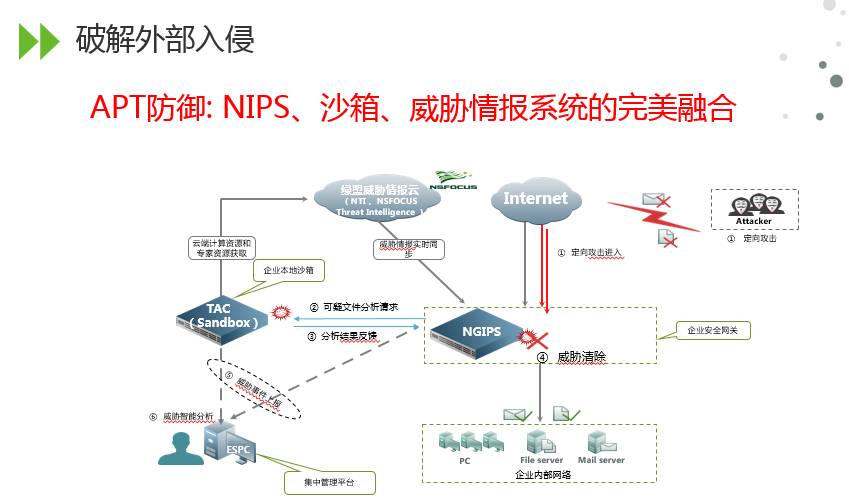 破解外部入侵
APT防御: NIPS、沙箱、威胁情报系统的完美融合
绿盟威胁情报云
（NTI， NSFOCUS
Threat Intelligence ）
NSFOCUS
Internet
Attacker
① 定向攻击
云端计算资源和
专家资源获取
威胁情报实时同
步
① 定向攻击进入
企业本地沙箱
TAC
（Sandbox）
② 可疑文件分析请求
③ 分析结果反馈
NGIPS
企业安全网关
④ 威胁清除
⑤ 威胁事件上报
⑥ 威胁智能分析
ESPC
集中管理平台
PC
File server
Mail server
企业内部网络